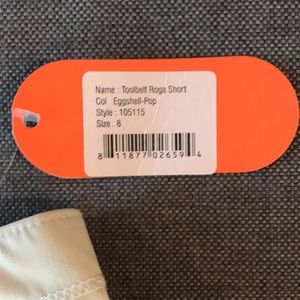 Name : Toolbelt Roga Short
Col Eggshell-Pop
Style : 105115
Size : 8
8 11877 02659 4